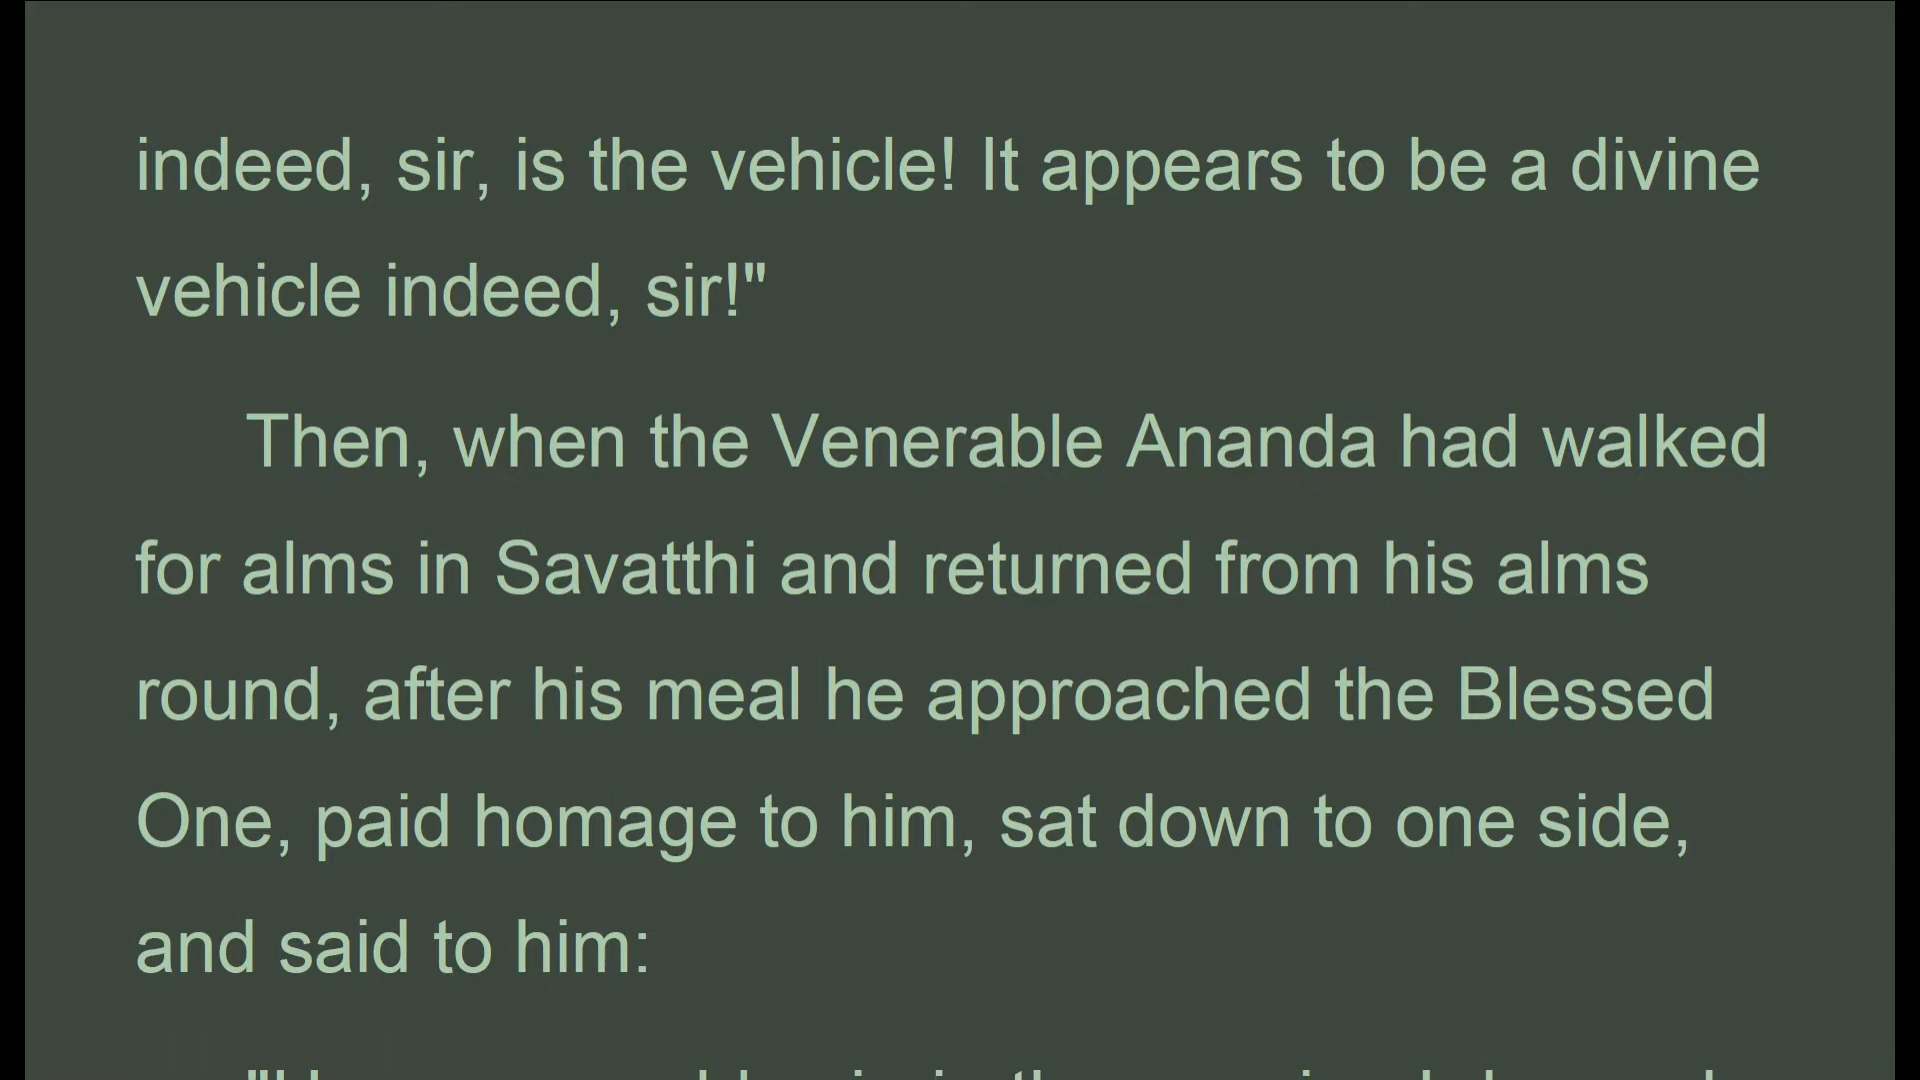 indeed, sir, is the vehicle! It appears to be a divine
vehicle indeed, sir!"
Then, when the Venerable Ananda had walked
for alms in Savatthi and returned from his alms
round, after his meal he approached the Blessed
One, paid homage to him, sat down to one side,
and said to him: